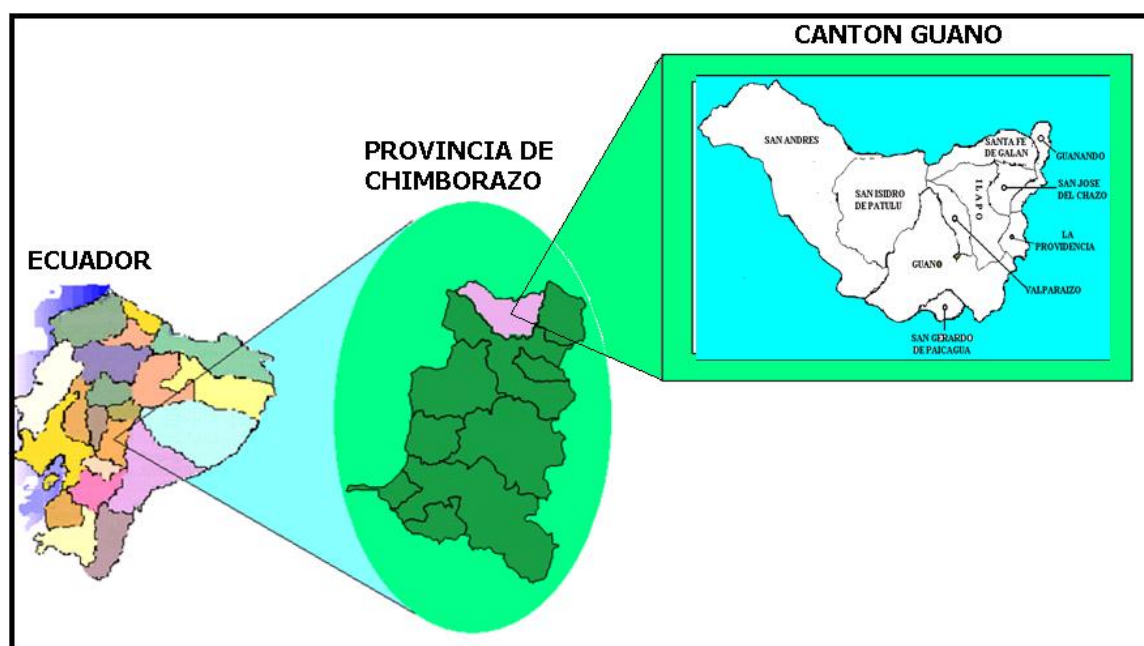 CANTON GUANO
PROVINCIA DE
CHIMBORAZO
ECUADOR
SAN ANDRES
SANTA FE
DE GALAN
GUANANDO
SAN ISIDRO
DE PATULU
ILAPO
SAN JOSE
DEL CHAZO
LA
PROVIDENCIA
GUANO
VALPARAIZO
SAN GERARDO
DE PAICAGUA